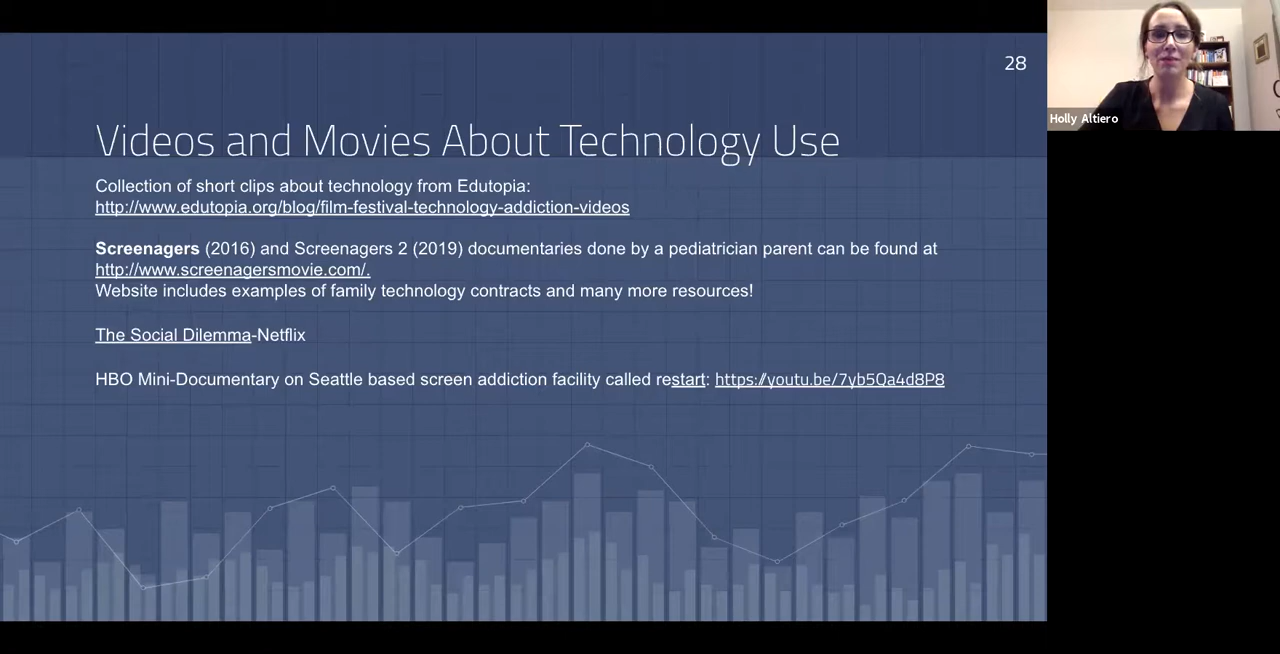 28
Holly Altiero
Videos and Movies About Technology Use
Collection of short clips about technology from Edutopia:
http://www.edutopia.org/blog/film-festival-technology-addiction-videos
Screenagers (2016) and Screenagers 2 (2019) documentaries done by a pediatrician parent can be found at
http://www.screenagersmovie.com/.
Website includes examples of family technology contracts and many more resources!
The Social Dilemma-Netflix
HBO Mini-Documentary on Seattle based screen addiction facility called restart: https://youtu.be/7yb5Qa4d8P8